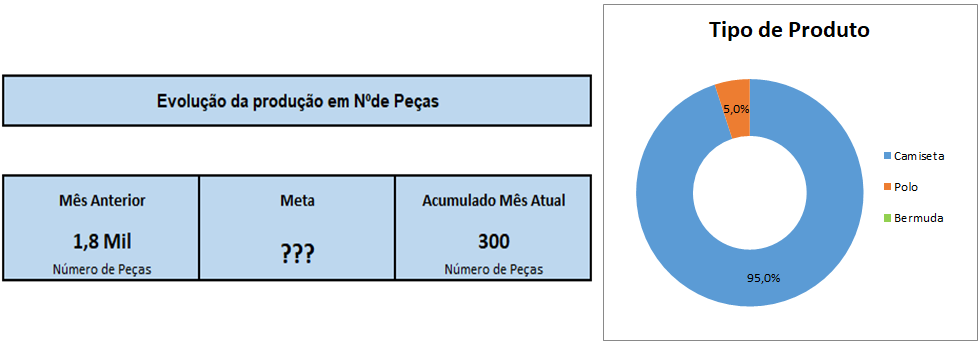 Evolução da produção em Nºde Peças
Mês Anterior
1,8 Mil
Número de Peças
Meta
???
Acumulado Mês Atual
300
Número de Peças
Tipo de Produto
5,0%
95,0%
Camiseta
Polo
Bermuda